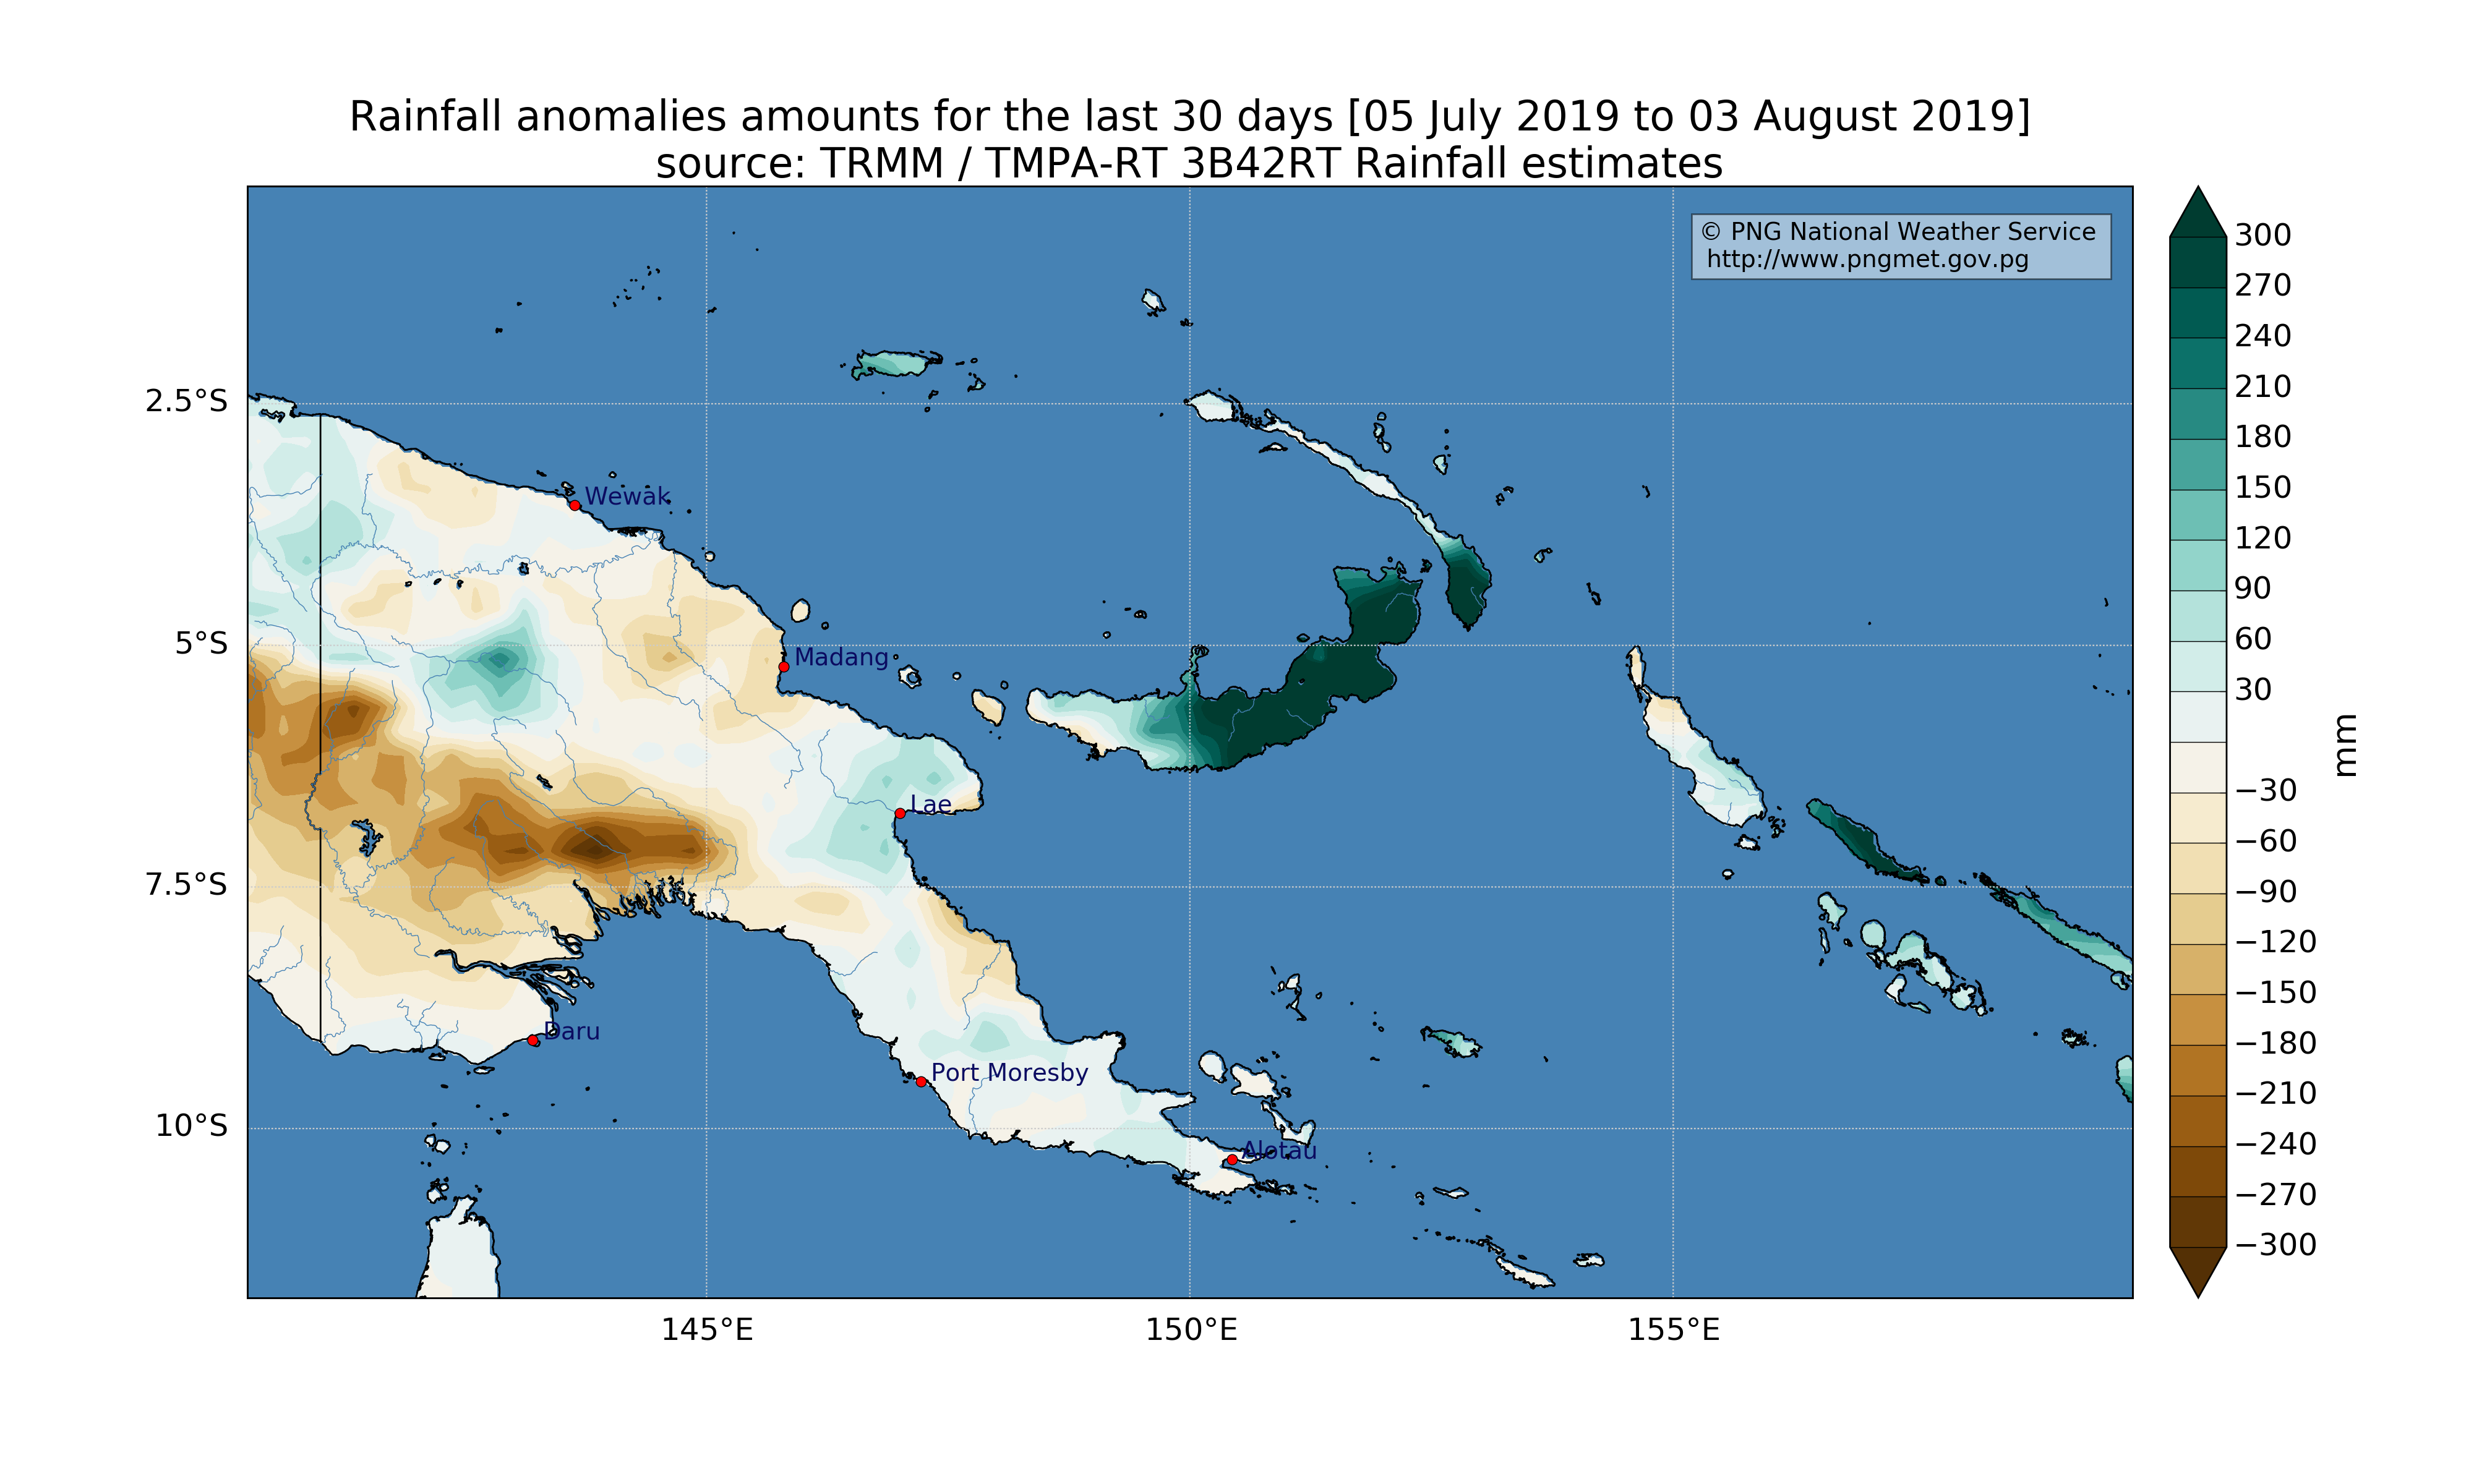 Rainfall anomalies amounts for the last 30 days [05 July 2019 to 03 August 2019]
source: TRMM / TMPA-RT 3B42RT Rainfall estimates
© PNG National Weather Service
http://www.pngmet.gov.pg
2.5°S
5°S
7.5°S
10°S
Wewak
Madang
Lae
Daru
Port Moresby
Alotau
145°E
150°E
155°E
300
270
240
210
180
150
120
90
60
30
−30
−60
−90
−120
−150
−180
−210
−240
−270
−300
mm